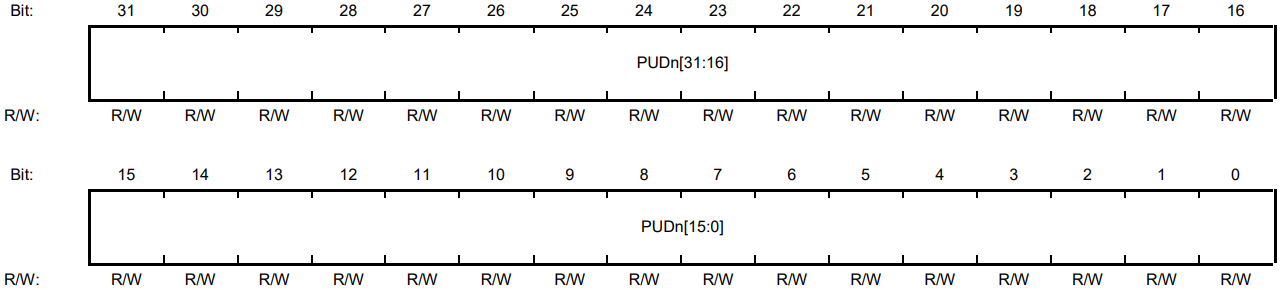 Bit: 31 30 29 28 27 26 25 24 23 22 21 20 19 18 17 16
PUDn[31:16]
R/W: R/W R/W R/W R/W R/W R/W R/W R/W R/W R/W R/W R/W R/W R/W R/W R/W
Bit: 15 14 13 12 11 10 9 8 7 6 5 4 3 2 1 0
PUDn[15:0]
R/W: R/W R/W R/W R/W R/W R/W R/W R/W R/W R/W R/W R/W R/W R/W R/W R/W